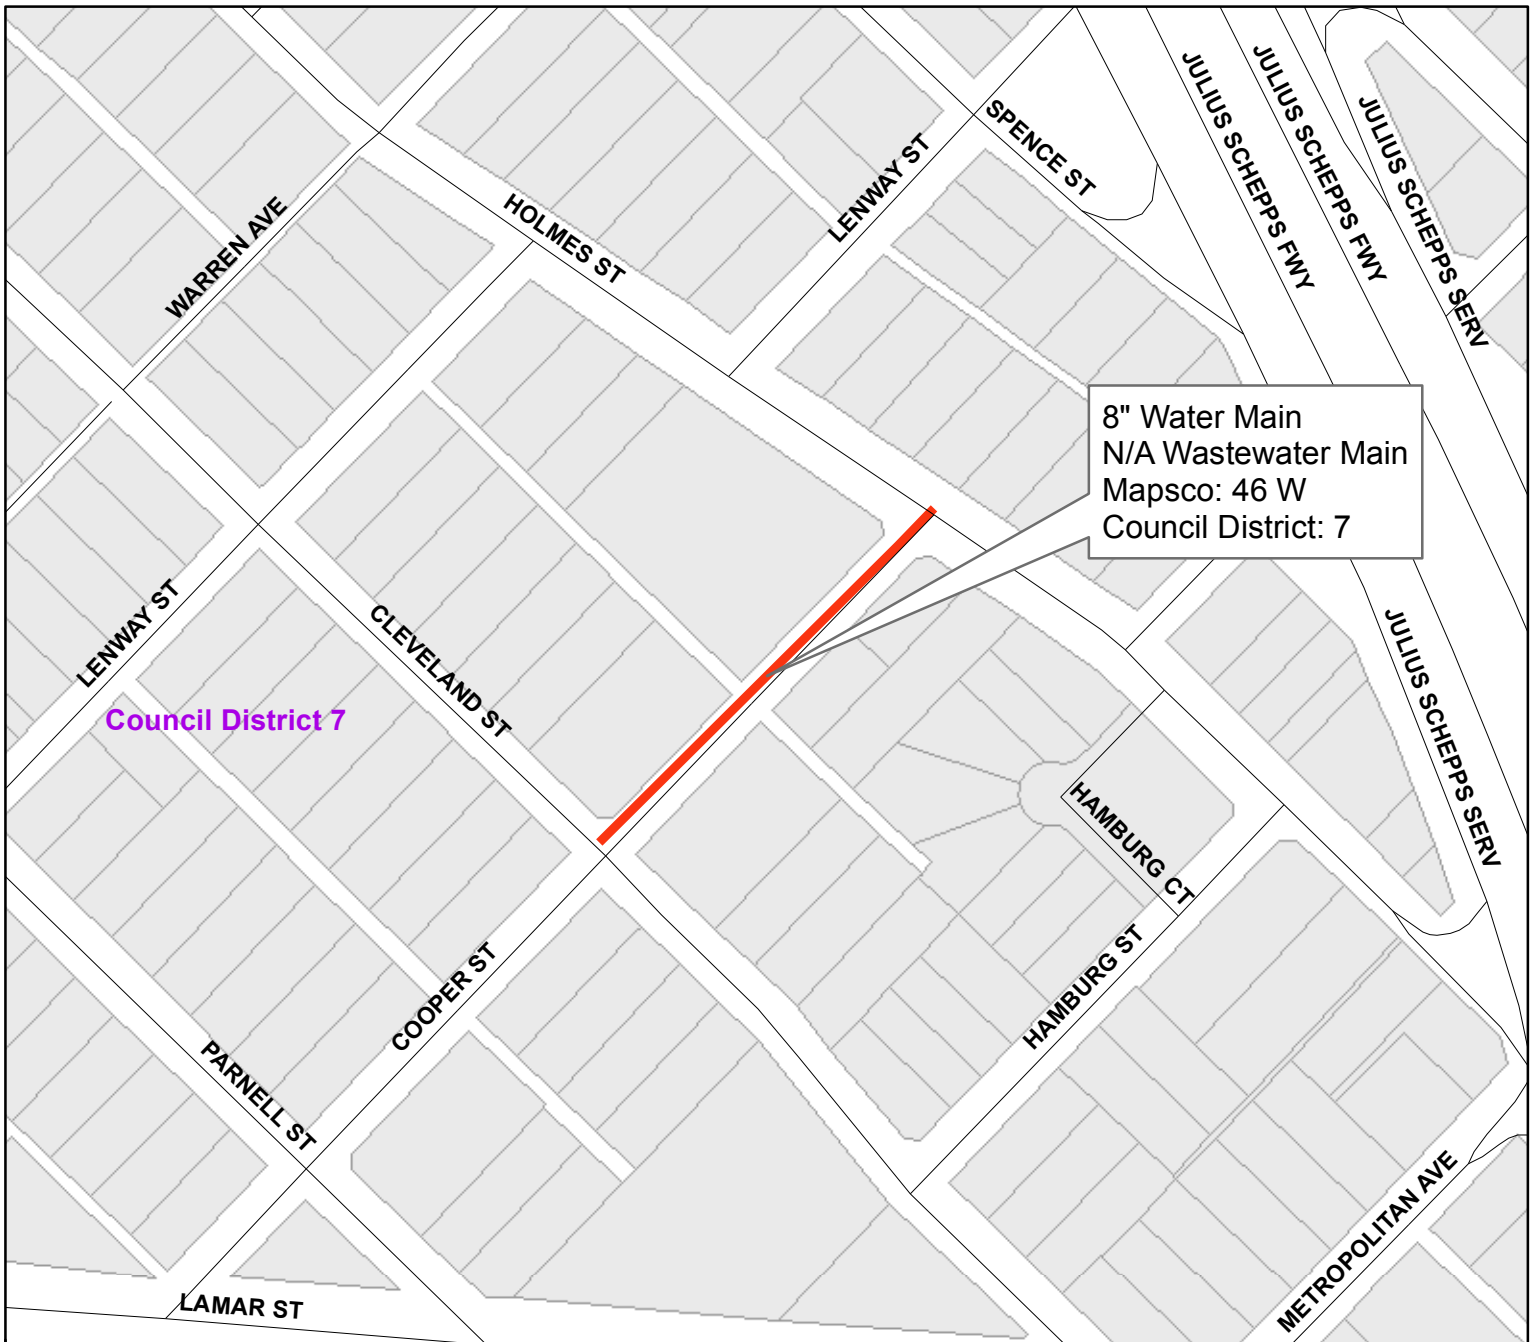 JULIUS SCHEPPS FWY
JULIUS SCHEPPS FWY
JULIUS SCHEPPS SERV
SPENCE ST
LENWAY ST
HOLMES ST
WARREN AVE
8" Water Main
N/A Wastewater Main
Mapsco: 46 W
Council District: 7
LENWAY ST
CLEVELAND ST
Council District 7
JULIUS SCHEPPS SERV
HAMBURG CT
HAMBURG ST
COOPER ST
PARNELL ST
METROPOLITAN AVE
LAMAR ST